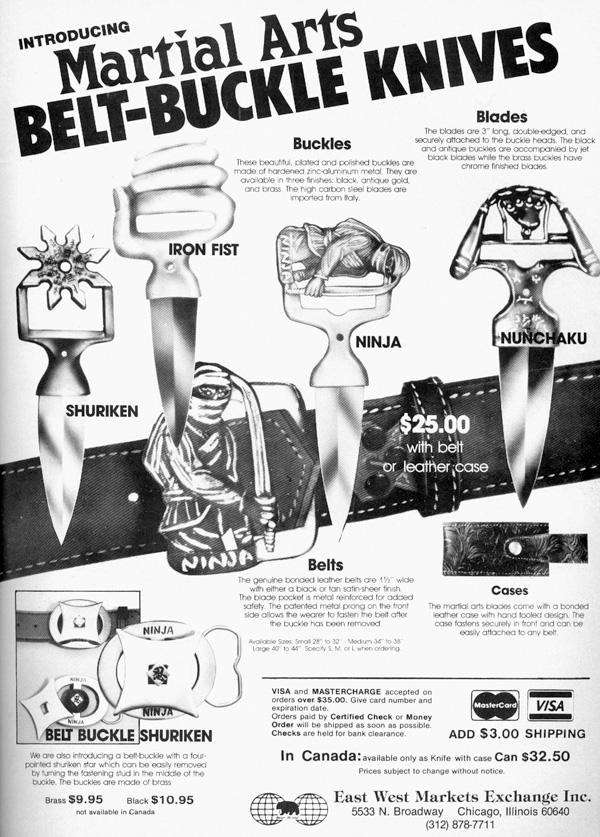 INTRODUCING
Martial Arts
BELT-BUCKLE KNIVES
Buckles
These beautiful, plated and polished buckles are
made of hardened zinc-aluminum metal. They are
available in three finishes: black, antique gold,
and brass. The high carbon steel blades are
imported from Italy.
Blades
The blades are 3" long, double-edged, and
securely attached to the buckle heads. The black
and antique buckles are accompanied by jet
black blades while the brass buckles have
chrome finished blades.
IRON FIST
NINJA
NINJA
NUNCHAKU
SHURIKEN
$25.00
with belt
or leather case
NINJA
Belts
The genuine bonded leather belts are 1½" wide
with either a black or tan satin-sheer finish.
The blade pocket is metal reinforced for added
safety. The patented metal prong on the front
side allows the wearer to fasten the belt after
the buckle has been removed.
Available Sizes: Small 28" to 32" - Medium 34" to 38"
Large 40" to 44" Specify S, M, or L when ordering.
Cases
The martial arts blades come with a bonded
leather case with hand tooled design. The
case fastens securely in front and can be
easily attached to any belt.
NINJA
NINJA
NINJA
NINJA
BELT BUCKLE SHURIKEN
We are also introducing a belt-buckle with a four-
pointed shuriken star which can be easily removed
by turning the fastening stud in the middle of the
buckle. The buckles are made of brass
Brass $9.95 Black $10.95
not available in Canada
VISA and MASTERCHARGE accepted on
orders over $35.00. Give card number and
expiration date.
Orders paid by Certified Check or Money
Order will be shipped as soon as possible.
Checks are held for bank clearance.
MasterCard
VISA
ADD $3.00 SHIPPING
In Canada: available only as Knife with case Can $32.50
Prices subject to change without notice.
East West Markets Exchange Inc.
5533 N. Broadway Chicago, Illinois 60640
(312) 878-7711